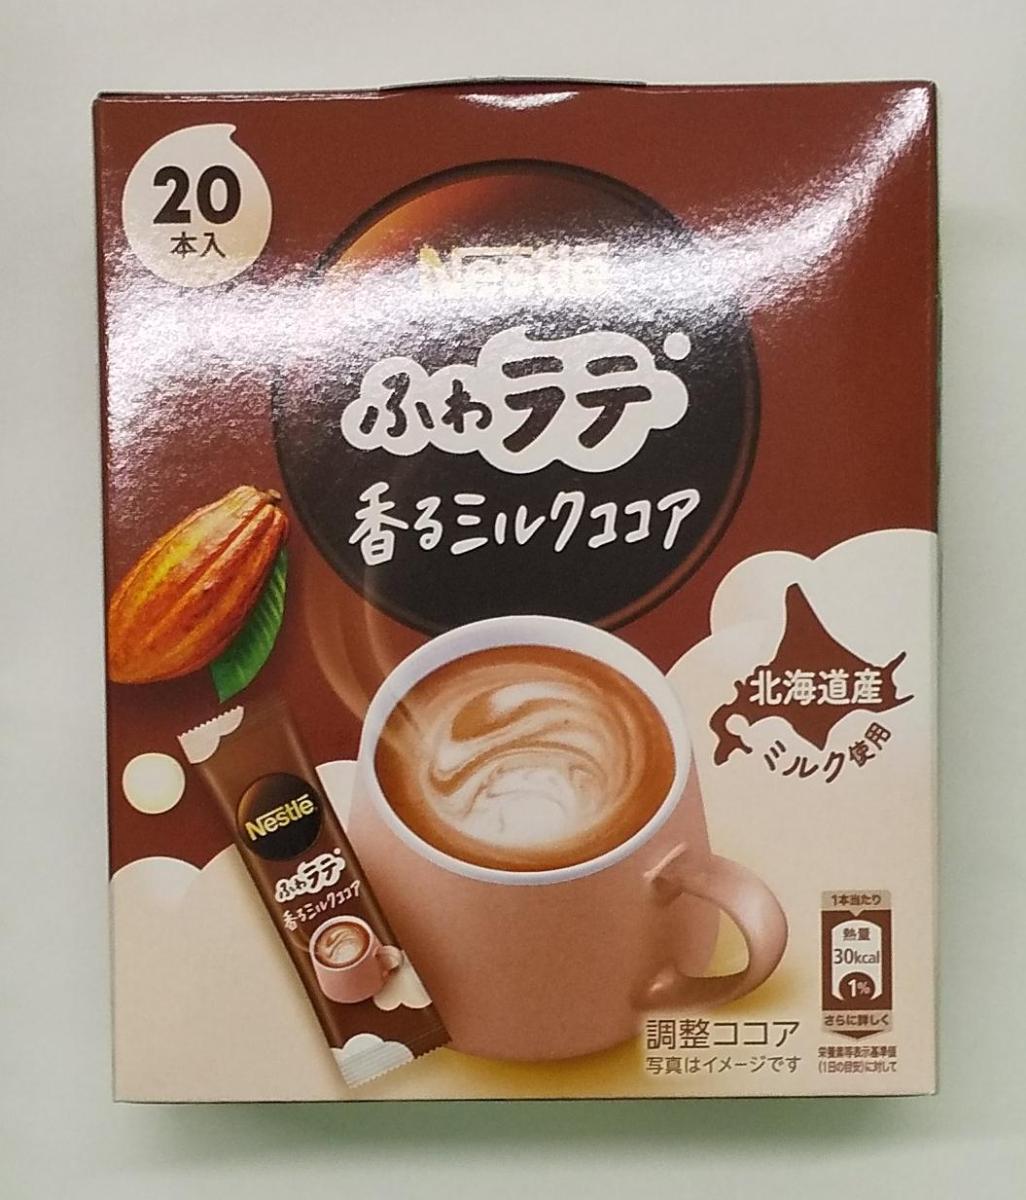 20
本入
Nestlé
ふわラテ
香るミルクココア
北海道産
ミルク使用
Nestlé
ふわラテ
香るミルクココア
1本当たり
熱量
30kcal
1%
さらに詳しく
栄養素等表示基準値
(1日の目安)に対して
調整ココア
写真はイメージです